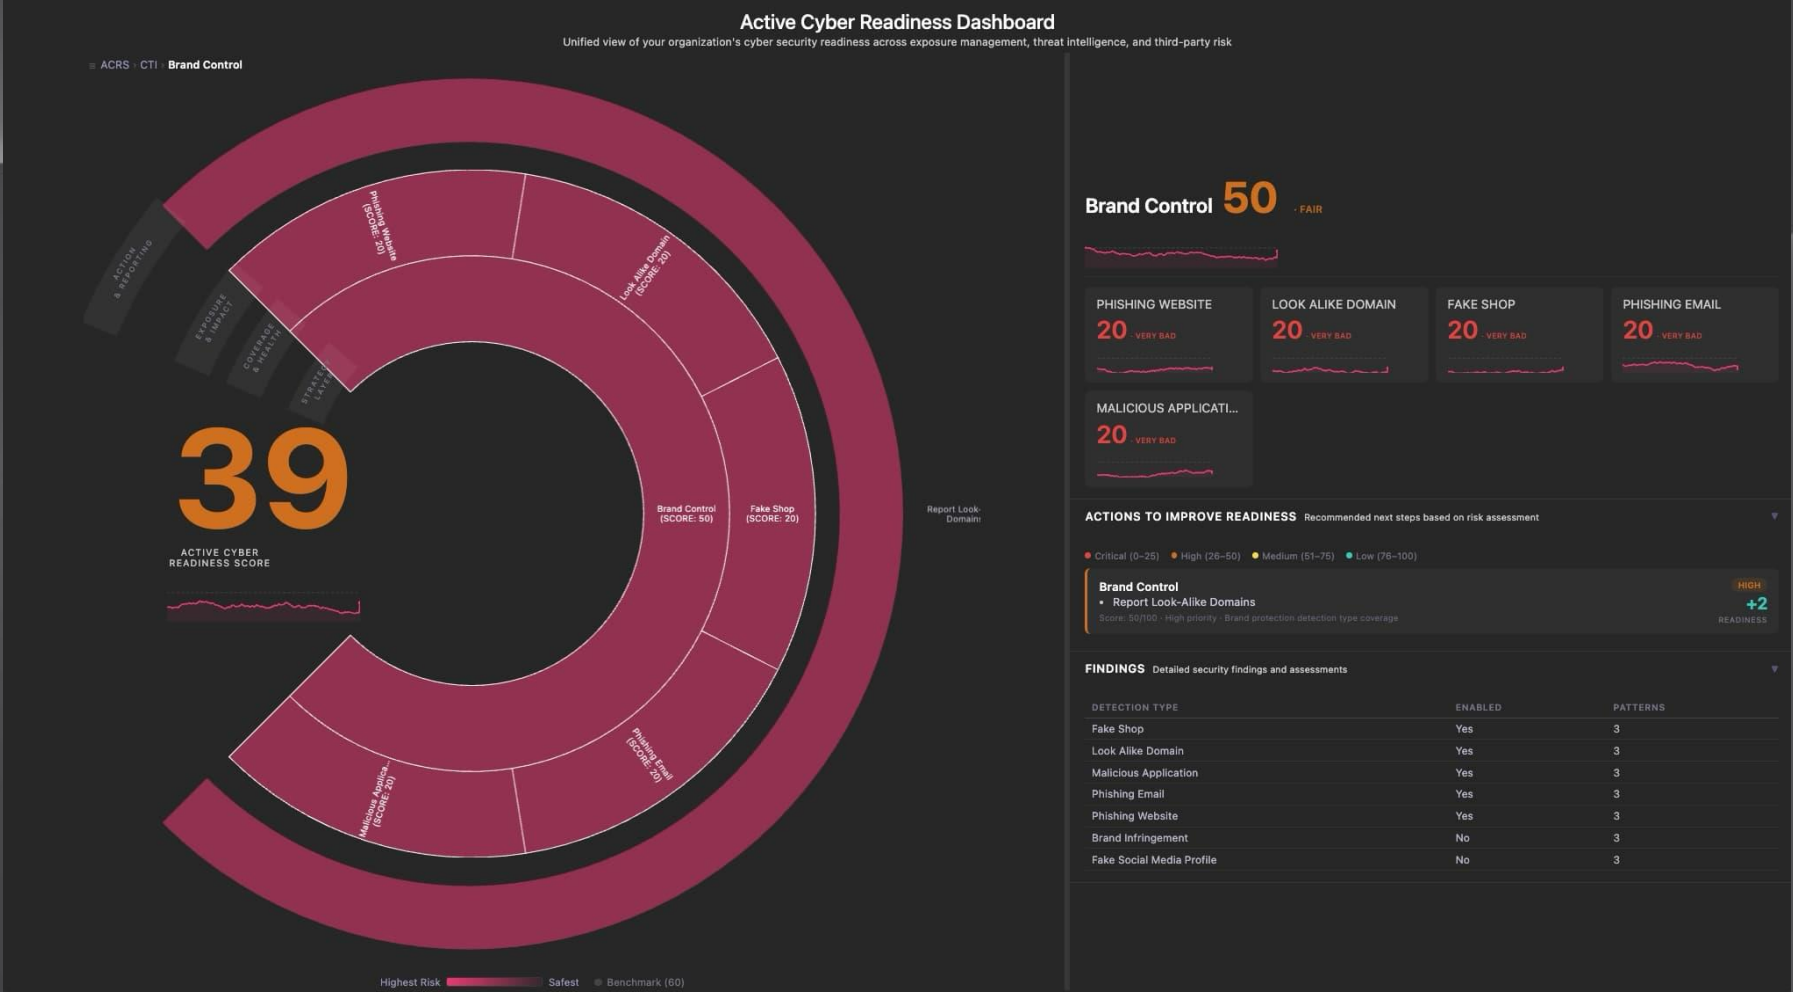 Active Cyber Readiness Dashboard
Unified view of your organization's cyber security readiness across exposure management, threat intelligence, and third-party risk
ACRS › CTI › Brand Control
ACTION
& REPORTING
EXPOSURE
& IMPACT
COVERAGE
& HEALTH
STRATEGY
LAYER
Phishing Website
(SCORE: 20)
Look Alike Domain
(SCORE: 20)
Brand Control
(SCORE: 50)
Fake Shop
(SCORE: 20)
Phishing Email
(SCORE: 20)
Malicious Applica...
(SCORE: 20)
Report Look-
Domain
39
ACTIVE CYBER
READINESS SCORE
Highest Risk Safest Benchmark (60)
Brand Control 50 · FAIR
PHISHING WEBSITE
20 · VERY BAD
LOOK ALIKE DOMAIN
20 · VERY BAD
FAKE SHOP
20 · VERY BAD
PHISHING EMAIL
20 · VERY BAD
MALICIOUS APPLICATI...
20 · VERY BAD
ACTIONS TO IMPROVE READINESS Recommended next steps based on risk assessment
Critical (0–25) High (26–50) Medium (51–75) Low (76–100)
Brand Control HIGH
• Report Look-Alike Domains +2
Score: 50/100 · High priority · Brand protection detection type coverage READINESS
FINDINGS Detailed security findings and assessments
DETECTION TYPE ENABLED PATTERNS
Fake Shop Yes 3
Look Alike Domain Yes 3
Malicious Application Yes 3
Phishing Email Yes 3
Phishing Website Yes 3
Brand Infringement No 3
Fake Social Media Profile No 3